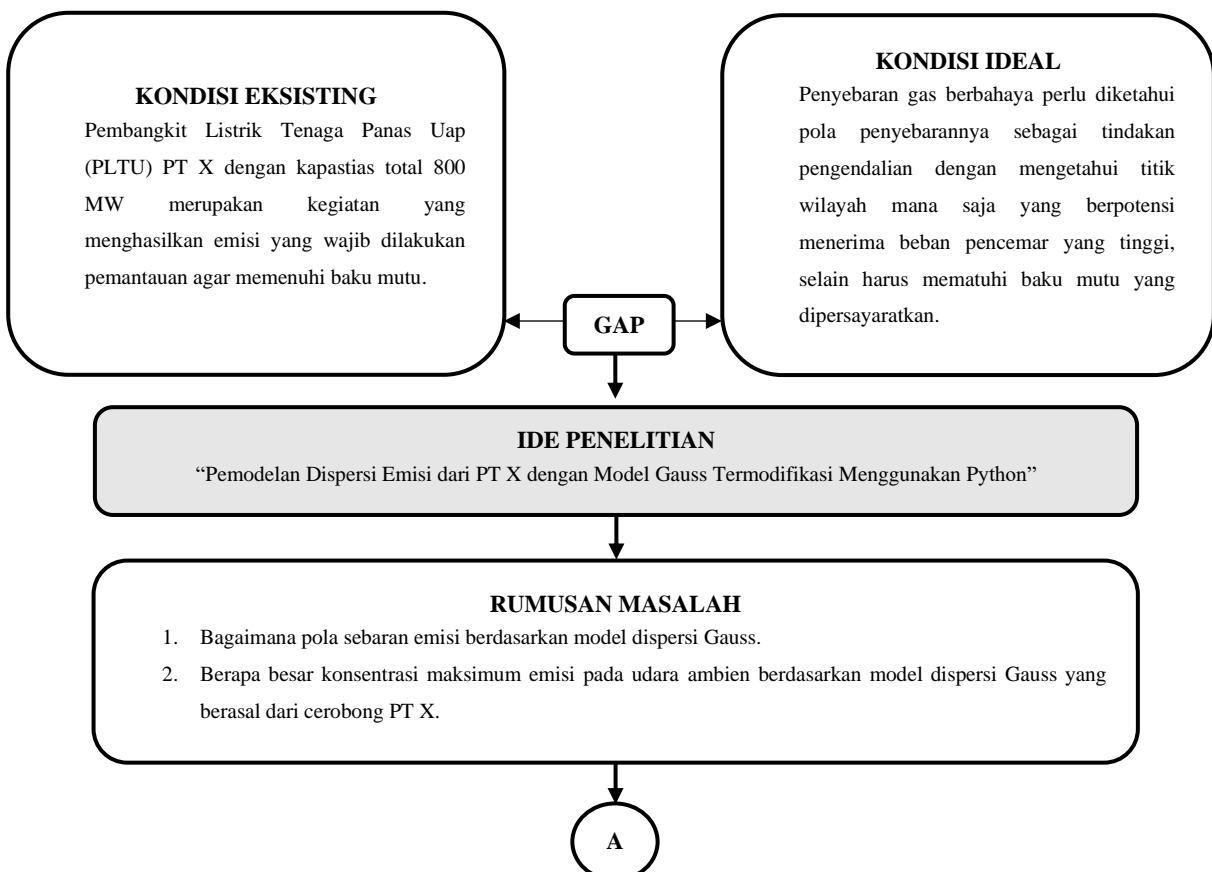 KONDISI EKSISTING
Pembangkit Listrik Tenaga Panas Uap
(PLTU) PT X dengan kapastias total 800
MW merupakan kegiatan yang
menghasilkan emisi yang wajib dilakukan
pemantauan agar memenuhi baku mutu.
KONDISI IDEAL
Penyebaran gas berbahaya perlu diketahui
pola penyebarannya sebagai tindakan
pengendalian dengan mengetahui titik
wilayah mana saja yang berpotensi
menerima beban pencemar yang tinggi,
selain harus mematuhi baku mutu yang
dipersayaratkan.
GAP
IDE PENELITIAN
“Pemodelan Dispersi Emisi dari PT X dengan Model Gauss Termodifikasi Menggunakan Python”
RUMUSAN MASALAH
1. Bagaimana pola sebaran emisi berdasarkan model dispersi Gauss.
2. Berapa besar konsentrasi maksimum emisi pada udara ambien berdasarkan model dispersi Gauss yang
berasal dari cerobong PT X.
A